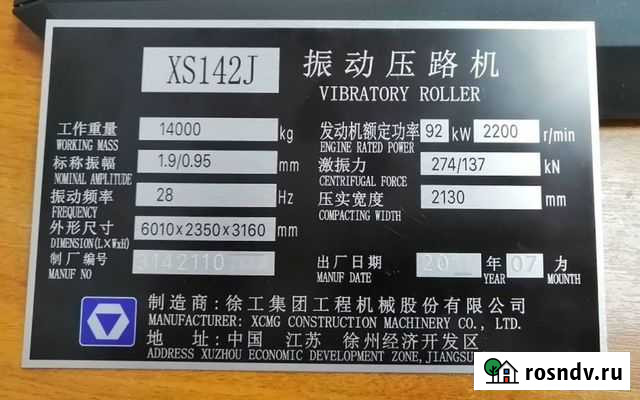 XS142J 振动压路机
VIBRATORY ROLLER
工作重量 14000 kg 发动机额定功率 92 kW 2200 r/min
WORKING MASS ENGINE RATED POWER
标称振幅 1.9/0.95 mm 激振力 274/137 kN
NOMINAL AMPLITUDE CENTRIFUGAL FORCE
振动频率 28 Hz 压实宽度 2130 mm
FREQUENCY COMPACTING WIDTH
外形尺寸 6010x2350x3160 mm
DIMENSION(L×W×H)
制厂编号 出厂日期 年 07 力
MANUF NO MANUF DATE YEAR MOUNTH
制造商：徐工集团工程机械股份有限公司
MANUFACTURER: XCMG CONSTRUCTION MACHINERY CO., LTD.
地 址：中国 江苏 徐州经济开发区
ADDRESS XUZHOU ECONOMIC DEVELOPMENT ZONE,
rosndv.ru